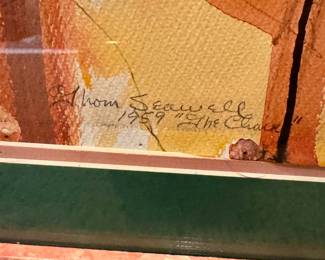 Thom Seawell
1959 "The Chair"